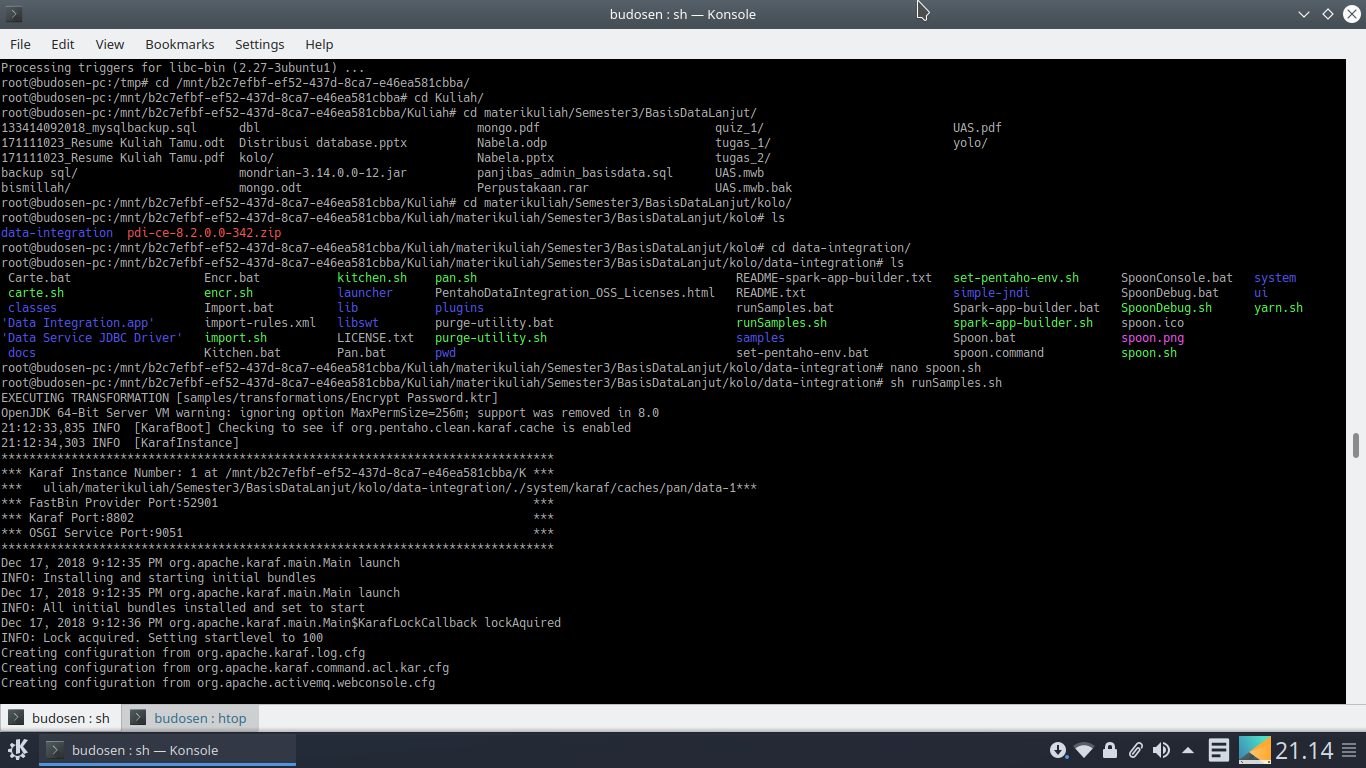 budosen : sh — Konsole
File Edit View Bookmarks Settings Help
Processing triggers for libc-bin (2.27-3ubuntu1) ...
root@budosen-pc:/tmp# cd /mnt/b2c7efbf-ef52-437d-8ca7-e46ea581cbba/
root@budosen-pc:/mnt/b2c7efbf-ef52-437d-8ca7-e46ea581cbba# cd Kuliah/
root@budosen-pc:/mnt/b2c7efbf-ef52-437d-8ca7-e46ea581cbba/Kuliah# cd materikuliah/Semester3/BasisDataLanjut/
133414092018_mysqlbackup.sql dbl mongo.pdf quiz_1/ UAS.pdf
171111023_Resume Kuliah Tamu.odt Distribusi database.pptx Nabela.odp tugas_1/ yolo/
171111023_Resume Kuliah Tamu.pdf kolo/ Nabela.pptx tugas_2/
backup sql/ mondrian-3.14.0.0-12.jar panjibas_admin_basisdata.sql UAS.mwb
bismillah/ mongo.odt Perpustakaan.rar UAS.mwb.bak
root@budosen-pc:/mnt/b2c7efbf-ef52-437d-8ca7-e46ea581cbba/Kuliah# cd materikuliah/Semester3/BasisDataLanjut/kolo/
root@budosen-pc:/mnt/b2c7efbf-ef52-437d-8ca7-e46ea581cbba/Kuliah/materikuliah/Semester3/BasisDataLanjut/kolo# ls
data-integration pdi-ce-8.2.0.0-342.zip
root@budosen-pc:/mnt/b2c7efbf-ef52-437d-8ca7-e46ea581cbba/Kuliah/materikuliah/Semester3/BasisDataLanjut/kolo# cd data-integration/
root@budosen-pc:/mnt/b2c7efbf-ef52-437d-8ca7-e46ea581cbba/Kuliah/materikuliah/Semester3/BasisDataLanjut/kolo/data-integration# ls
Carte.bat Encr.bat kitchen.sh pan.sh README-spark-app-builder.txt set-pentaho-env.sh SpoonConsole.bat system
carte.sh encr.sh launcher PentahoDataIntegration_OSS_Licenses.html README.txt simple-jndi SpoonDebug.bat ui
classes Import.bat lib plugins runSamples.bat Spark-app-builder.bat SpoonDebug.sh yarn.sh
'Data Integration.app' import-rules.xml libswt purge-utility.bat runSamples.sh spark-app-builder.sh spoon.ico
'Data Service JDBC Driver' import.sh LICENSE.txt purge-utility.sh samples Spoon.bat spoon.png
docs Kitchen.bat Pan.bat pwd set-pentaho-env.bat spoon.command spoon.sh
root@budosen-pc:/mnt/b2c7efbf-ef52-437d-8ca7-e46ea581cbba/Kuliah/materikuliah/Semester3/BasisDataLanjut/kolo/data-integration# nano spoon.sh
root@budosen-pc:/mnt/b2c7efbf-ef52-437d-8ca7-e46ea581cbba/Kuliah/materikuliah/Semester3/BasisDataLanjut/kolo/data-integration# sh runSamples.sh
EXECUTING TRANSFORMATION [samples/transformations/Encrypt Password.ktr]
OpenJDK 64-Bit Server VM warning: ignoring option MaxPermSize=256m; support was removed in 8.0
21:12:33,835 INFO [KarafBoot] Checking to see if org.pentaho.clean.karaf.cache is enabled
21:12:34,303 INFO [KarafInstance]
*******************************************************************************
*** Karaf Instance Number: 1 at /mnt/b2c7efbf-ef52-437d-8ca7-e46ea581cbba/K ***
*** uliah/materikuliah/Semester3/BasisDataLanjut/kolo/data-integration/./system/karaf/caches/pan/data-1***
*** FastBin Provider Port:52901 ***
*** Karaf Port:8802 ***
*** OSGI Service Port:9051 ***
*******************************************************************************
Dec 17, 2018 9:12:35 PM org.apache.karaf.main.Main launch
INFO: Installing and starting initial bundles
Dec 17, 2018 9:12:35 PM org.apache.karaf.main.Main launch
INFO: All initial bundles installed and set to start
Dec 17, 2018 9:12:36 PM org.apache.karaf.main.Main$KarafLockCallback lockAquired
INFO: Lock acquired. Setting startlevel to 100
Creating configuration from org.apache.karaf.log.cfg
Creating configuration from org.apache.karaf.command.acl.kar.cfg
Creating configuration from org.apache.activemq.webconsole.cfg
budosen : sh budosen : htop
budosen : sh — Konsole 21.14